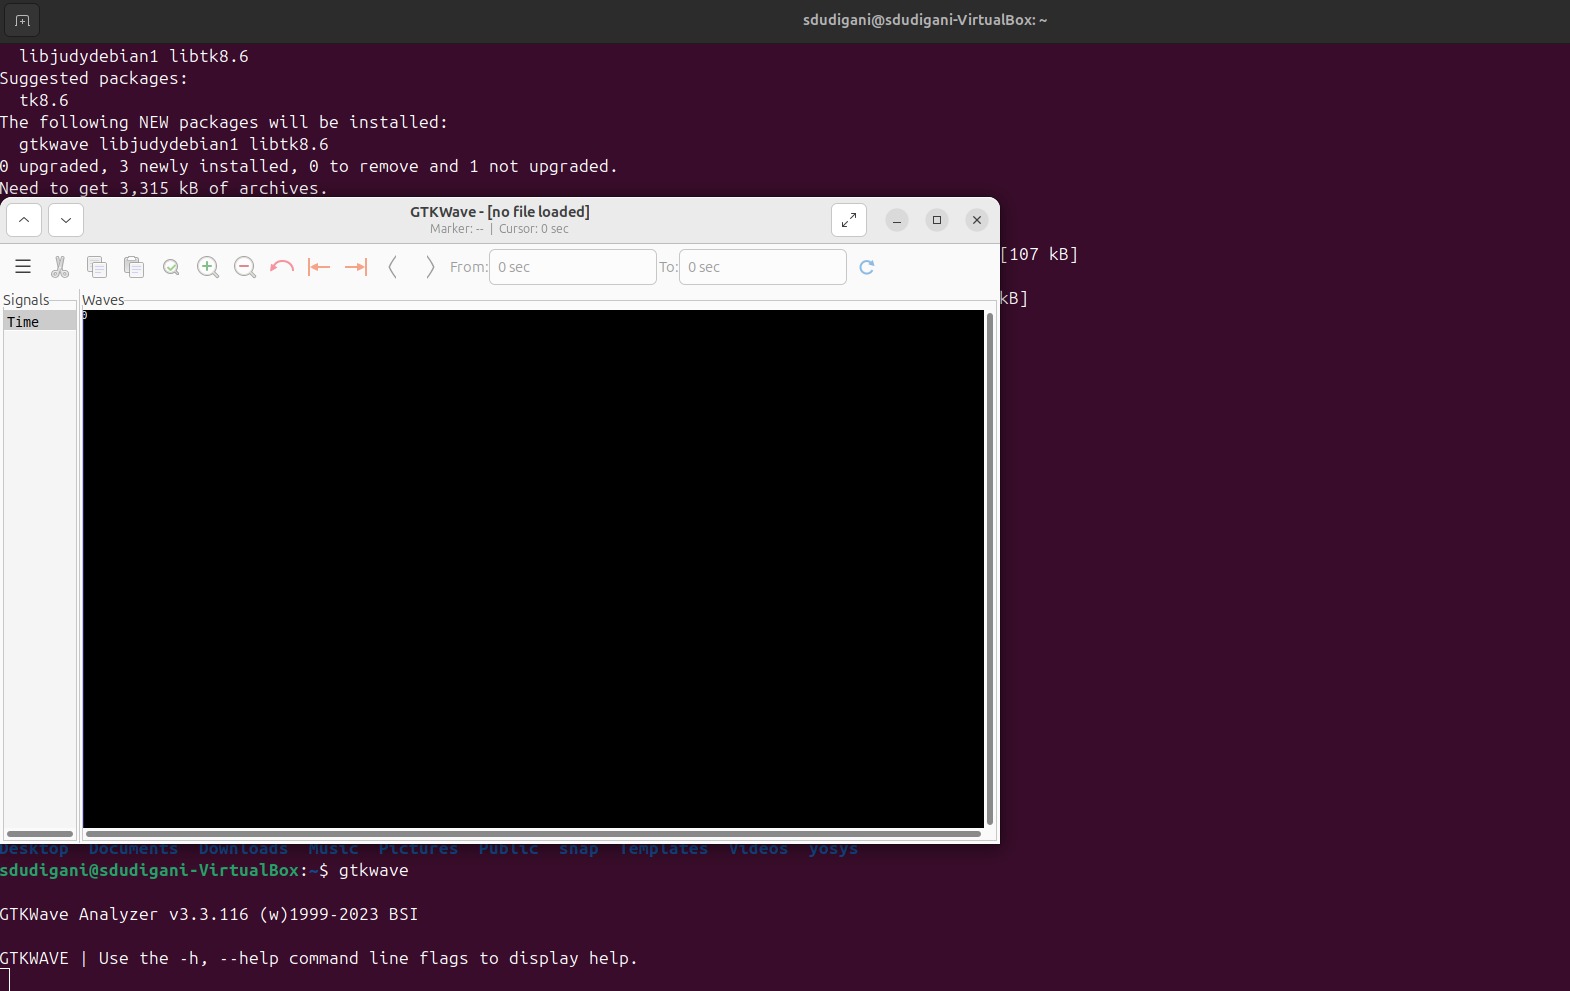 sdudigani@sdudigani-VirtualBox: ~
libjudydebian1 libtk8.6
Suggested packages:
tk8.6
The following NEW packages will be installed:
gtkwave libjudydebian1 libtk8.6
0 upgraded, 3 newly installed, 0 to remove and 1 not upgraded.
Need to get 3,315 kB of archives.
GTKWave - [no file loaded]
Marker: -- | Cursor: 0 sec
[107 kB]
From: 0 sec To: 0 sec
kB]
Signals Waves
Time
0
Desktop Documents Downloads Music Pictures Public snap Templates Videos yosys
sdudigani@sdudigani-VirtualBox:~$ gtkwave
GTKWave Analyzer v3.3.116 (w)1999-2023 BSI
GTKWAVE | Use the -h, --help command line flags to display help.